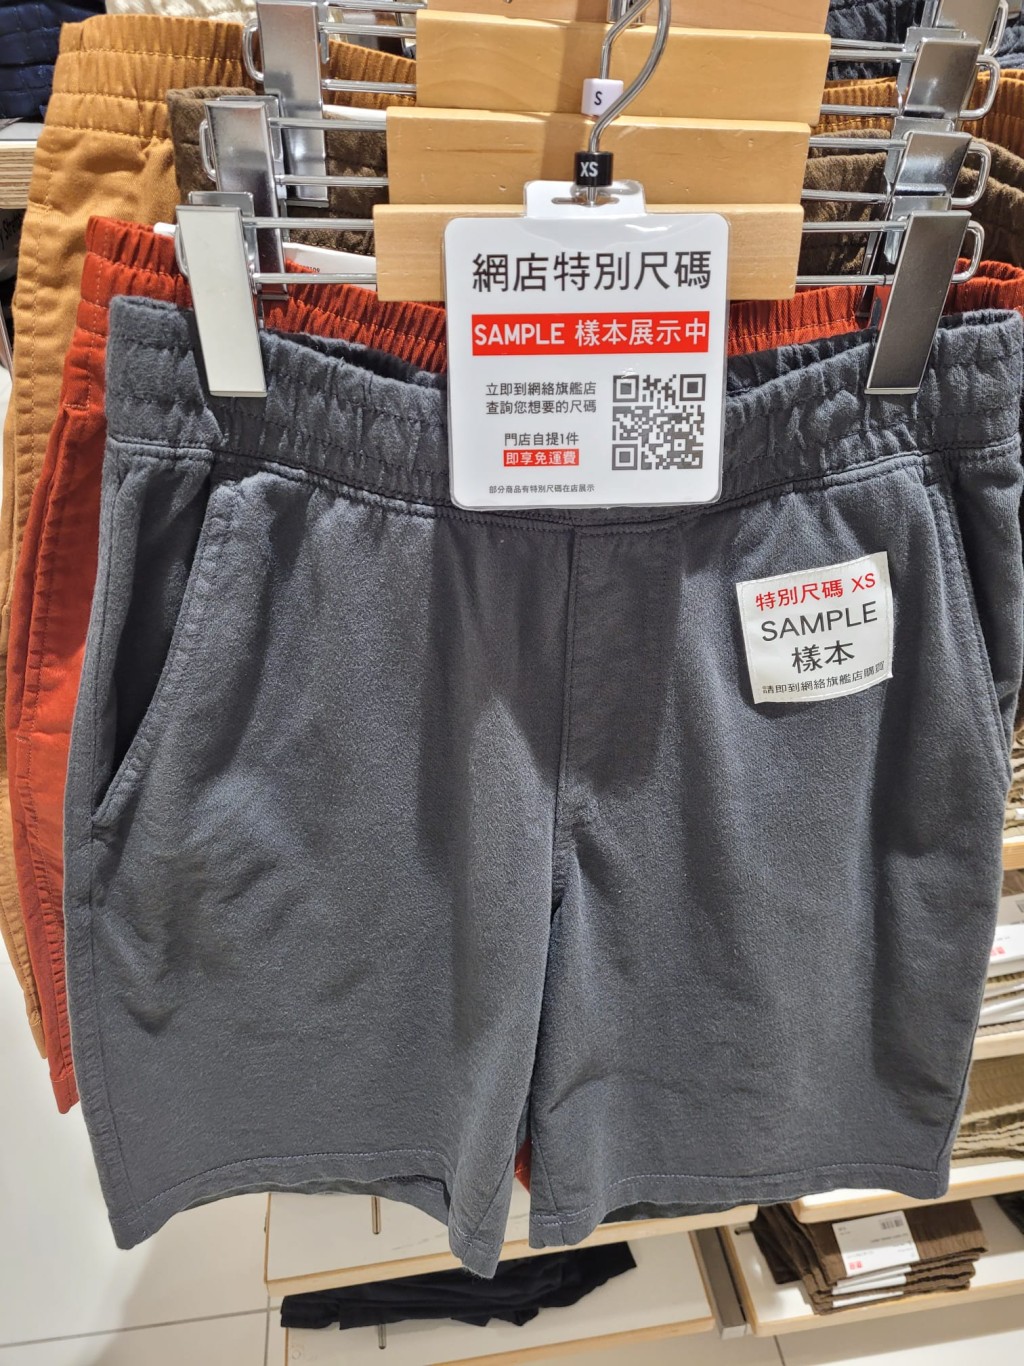 S
XS
網店特別尺碼
SAMPLE 樣本展示中
立即到網絡旗艦店
查詢您想要的尺碼
門店自提1件
即享免運費
部分商品有特別尺碼在店展示
特別尺碼 XS
SAMPLE
樣本
請即到網絡旗艦店購買